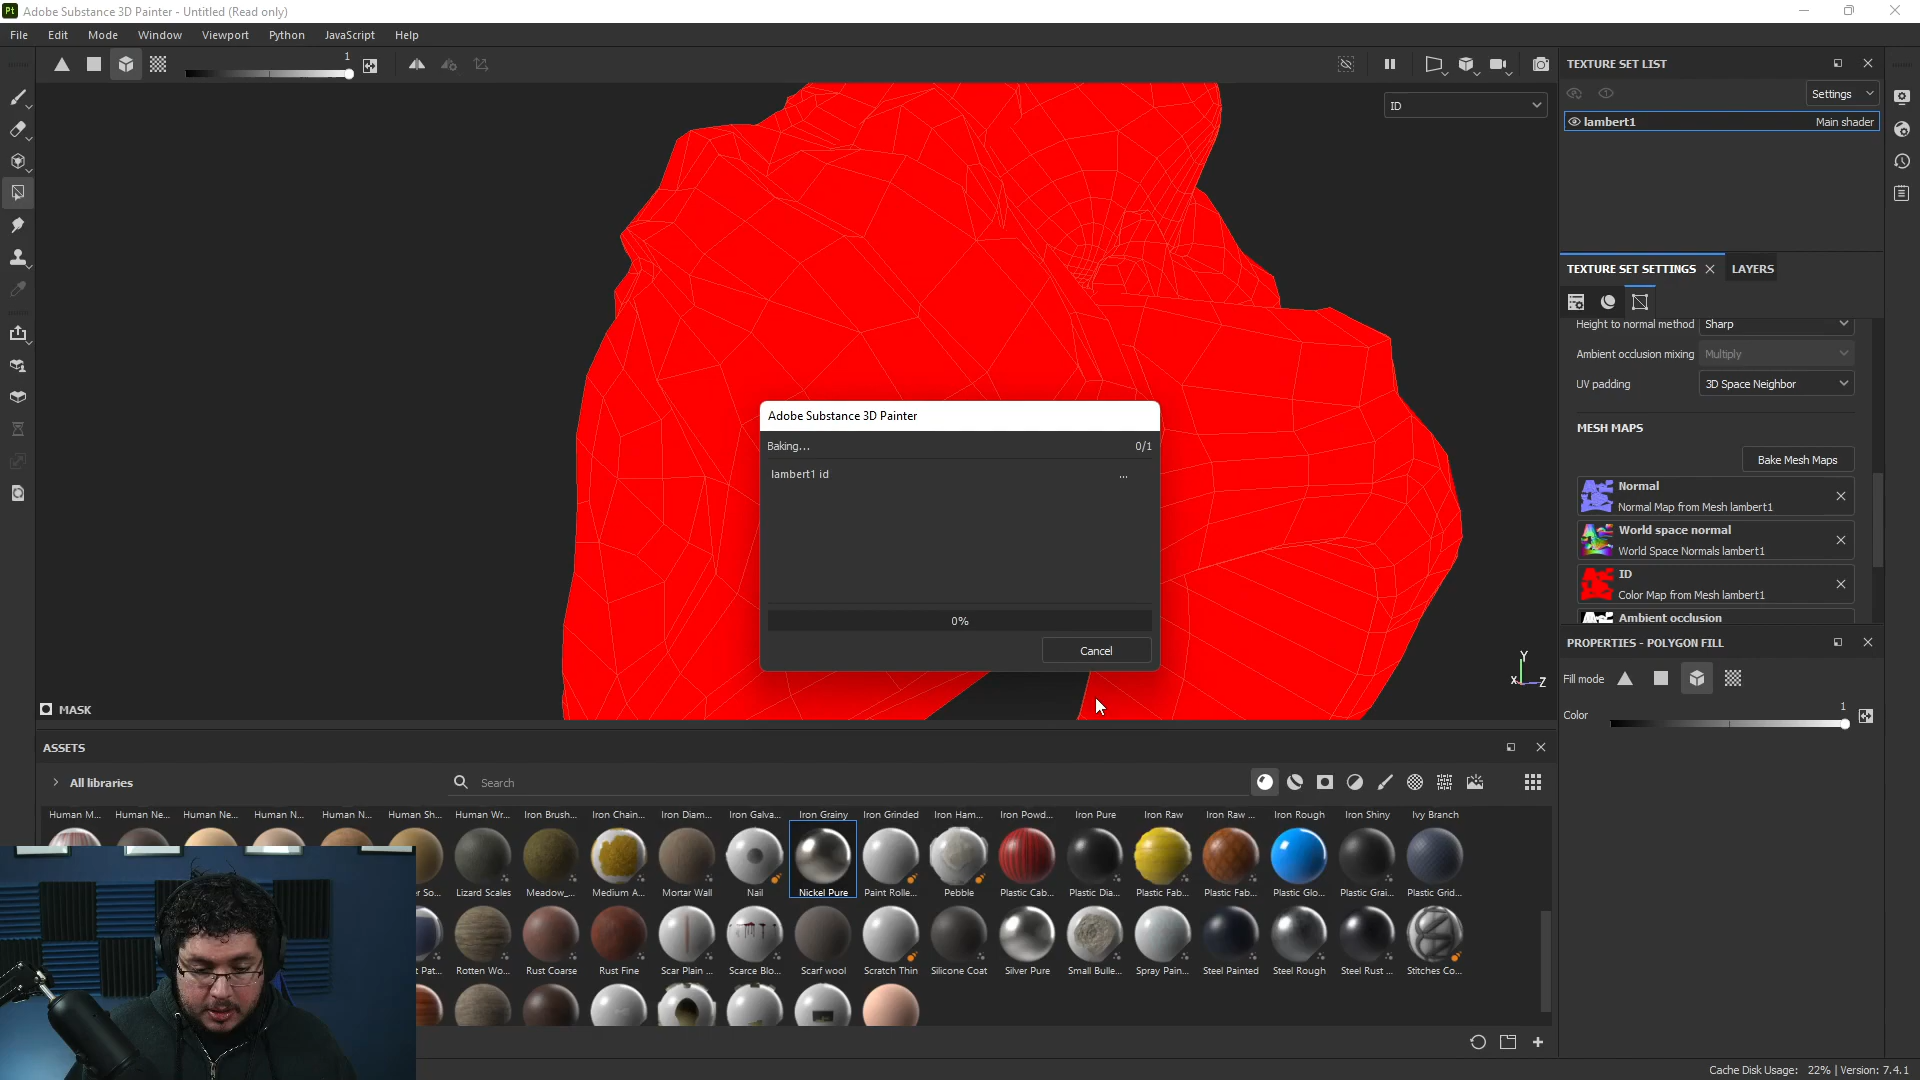 Pt Adobe Substance 3D Painter - Untitled (Read only)
File Edit Mode Window Viewport Python JavaScript Help
1
ID
MASK
Y
X Z
Adobe Substance 3D Painter
Baking... 0/1
lambert1 id ...
0%
Cancel
TEXTURE SET LIST
Settings
lambert1 Main shader
TEXTURE SET SETTINGS LAYERS
Height to normal method Sharp
Ambient occlusion mixing Multiply
UV padding 3D Space Neighbor
MESH MAPS
Bake Mesh Maps
Normal
Normal Map from Mesh lambert1
World space normal
World Space Normals lambert1
ID
Color Map from Mesh lambert1
Ambient occlusion
PROPERTIES - POLYGON FILL
Fill mode
1
Color
ASSETS
All libraries Search
Human M... Human Ne... Human Ne... Human N... Human N... Human Sh... Human Wr... Iron Brush... Iron Chain... Iron Diam... Iron Galva... Iron Grainy Iron Grinded Iron Ham... Iron Powd... Iron Pure Iron Raw Iron Raw ... Iron Rough Iron Shiny Ivy Branch
er So... Lizard Scales Meadow_... Medium A... Mortar Wall Nail Nickel Pure Paint Rolle... Pebble Plastic Cab... Plastic Dia... Plastic Fab... Plastic Fab... Plastic Glo... Plastic Grai... Plastic Grid...
t Pat... Rotten Wo... Rust Coarse Rust Fine Scar Plain ... Scarce Blo... Scarf wool Scratch Thin Silicone Coat Silver Pure Small Bulle... Spray Pain... Steel Painted Steel Rough Steel Rust ... Stitches Co...
Cache Disk Usage: 22% | Version: 7.4.1